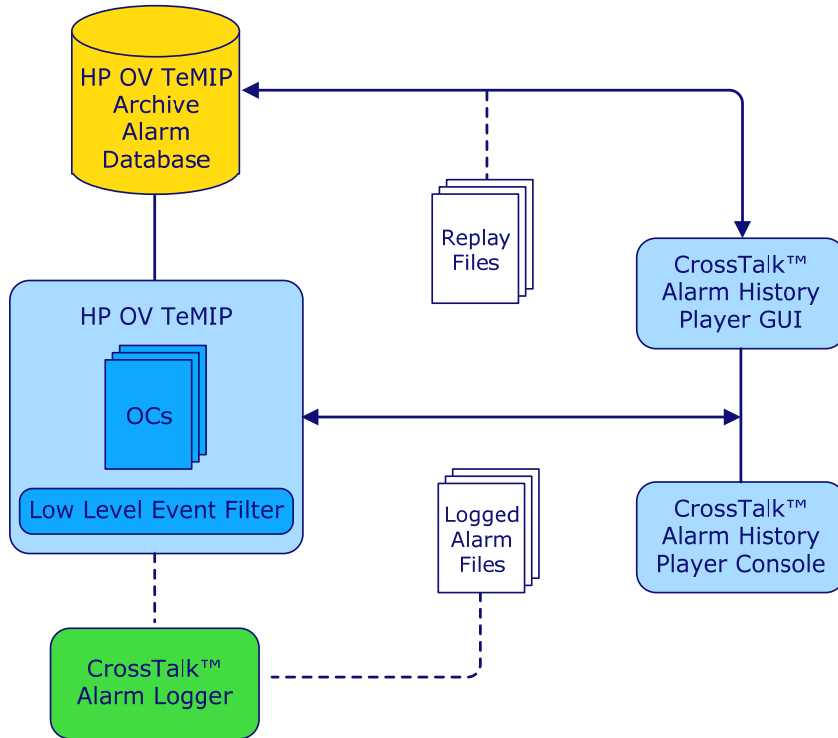 HP OV TeMIP
Archive
Alarm
Database
Replay
Files
CrossTalk™
Alarm History
Player GUI
HP OV TeMIP
OCs
Low Level Event Filter
Logged
Alarm
Files
CrossTalk™
Alarm History
Player Console
CrossTalk™
Alarm Logger